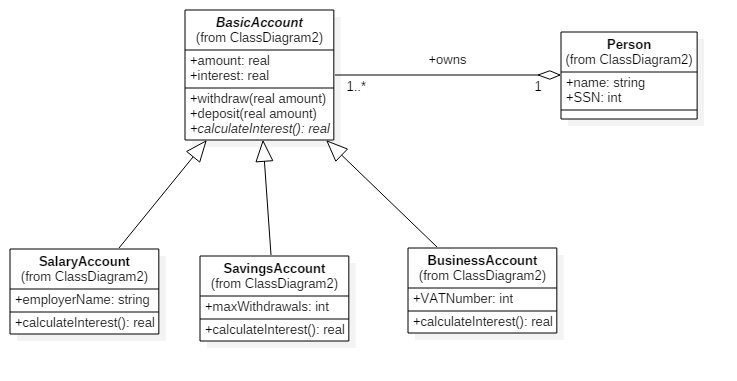 BasicAccount
(from ClassDiagram2)
+amount: real
+interest: real
+withdraw(real amount)
+deposit(real amount)
+calculateInterest(): real
+owns
1..*
1
Person
(from ClassDiagram2)
+name: string
+SSN: int
SalaryAccount
(from ClassDiagram2)
+employerName: string
+calculateInterest(): real
SavingsAccount
(from ClassDiagram2)
+maxWithdrawals: int
+calculateInterest(): real
BusinessAccount
(from ClassDiagram2)
+VATNumber: int
+calculateInterest(): real